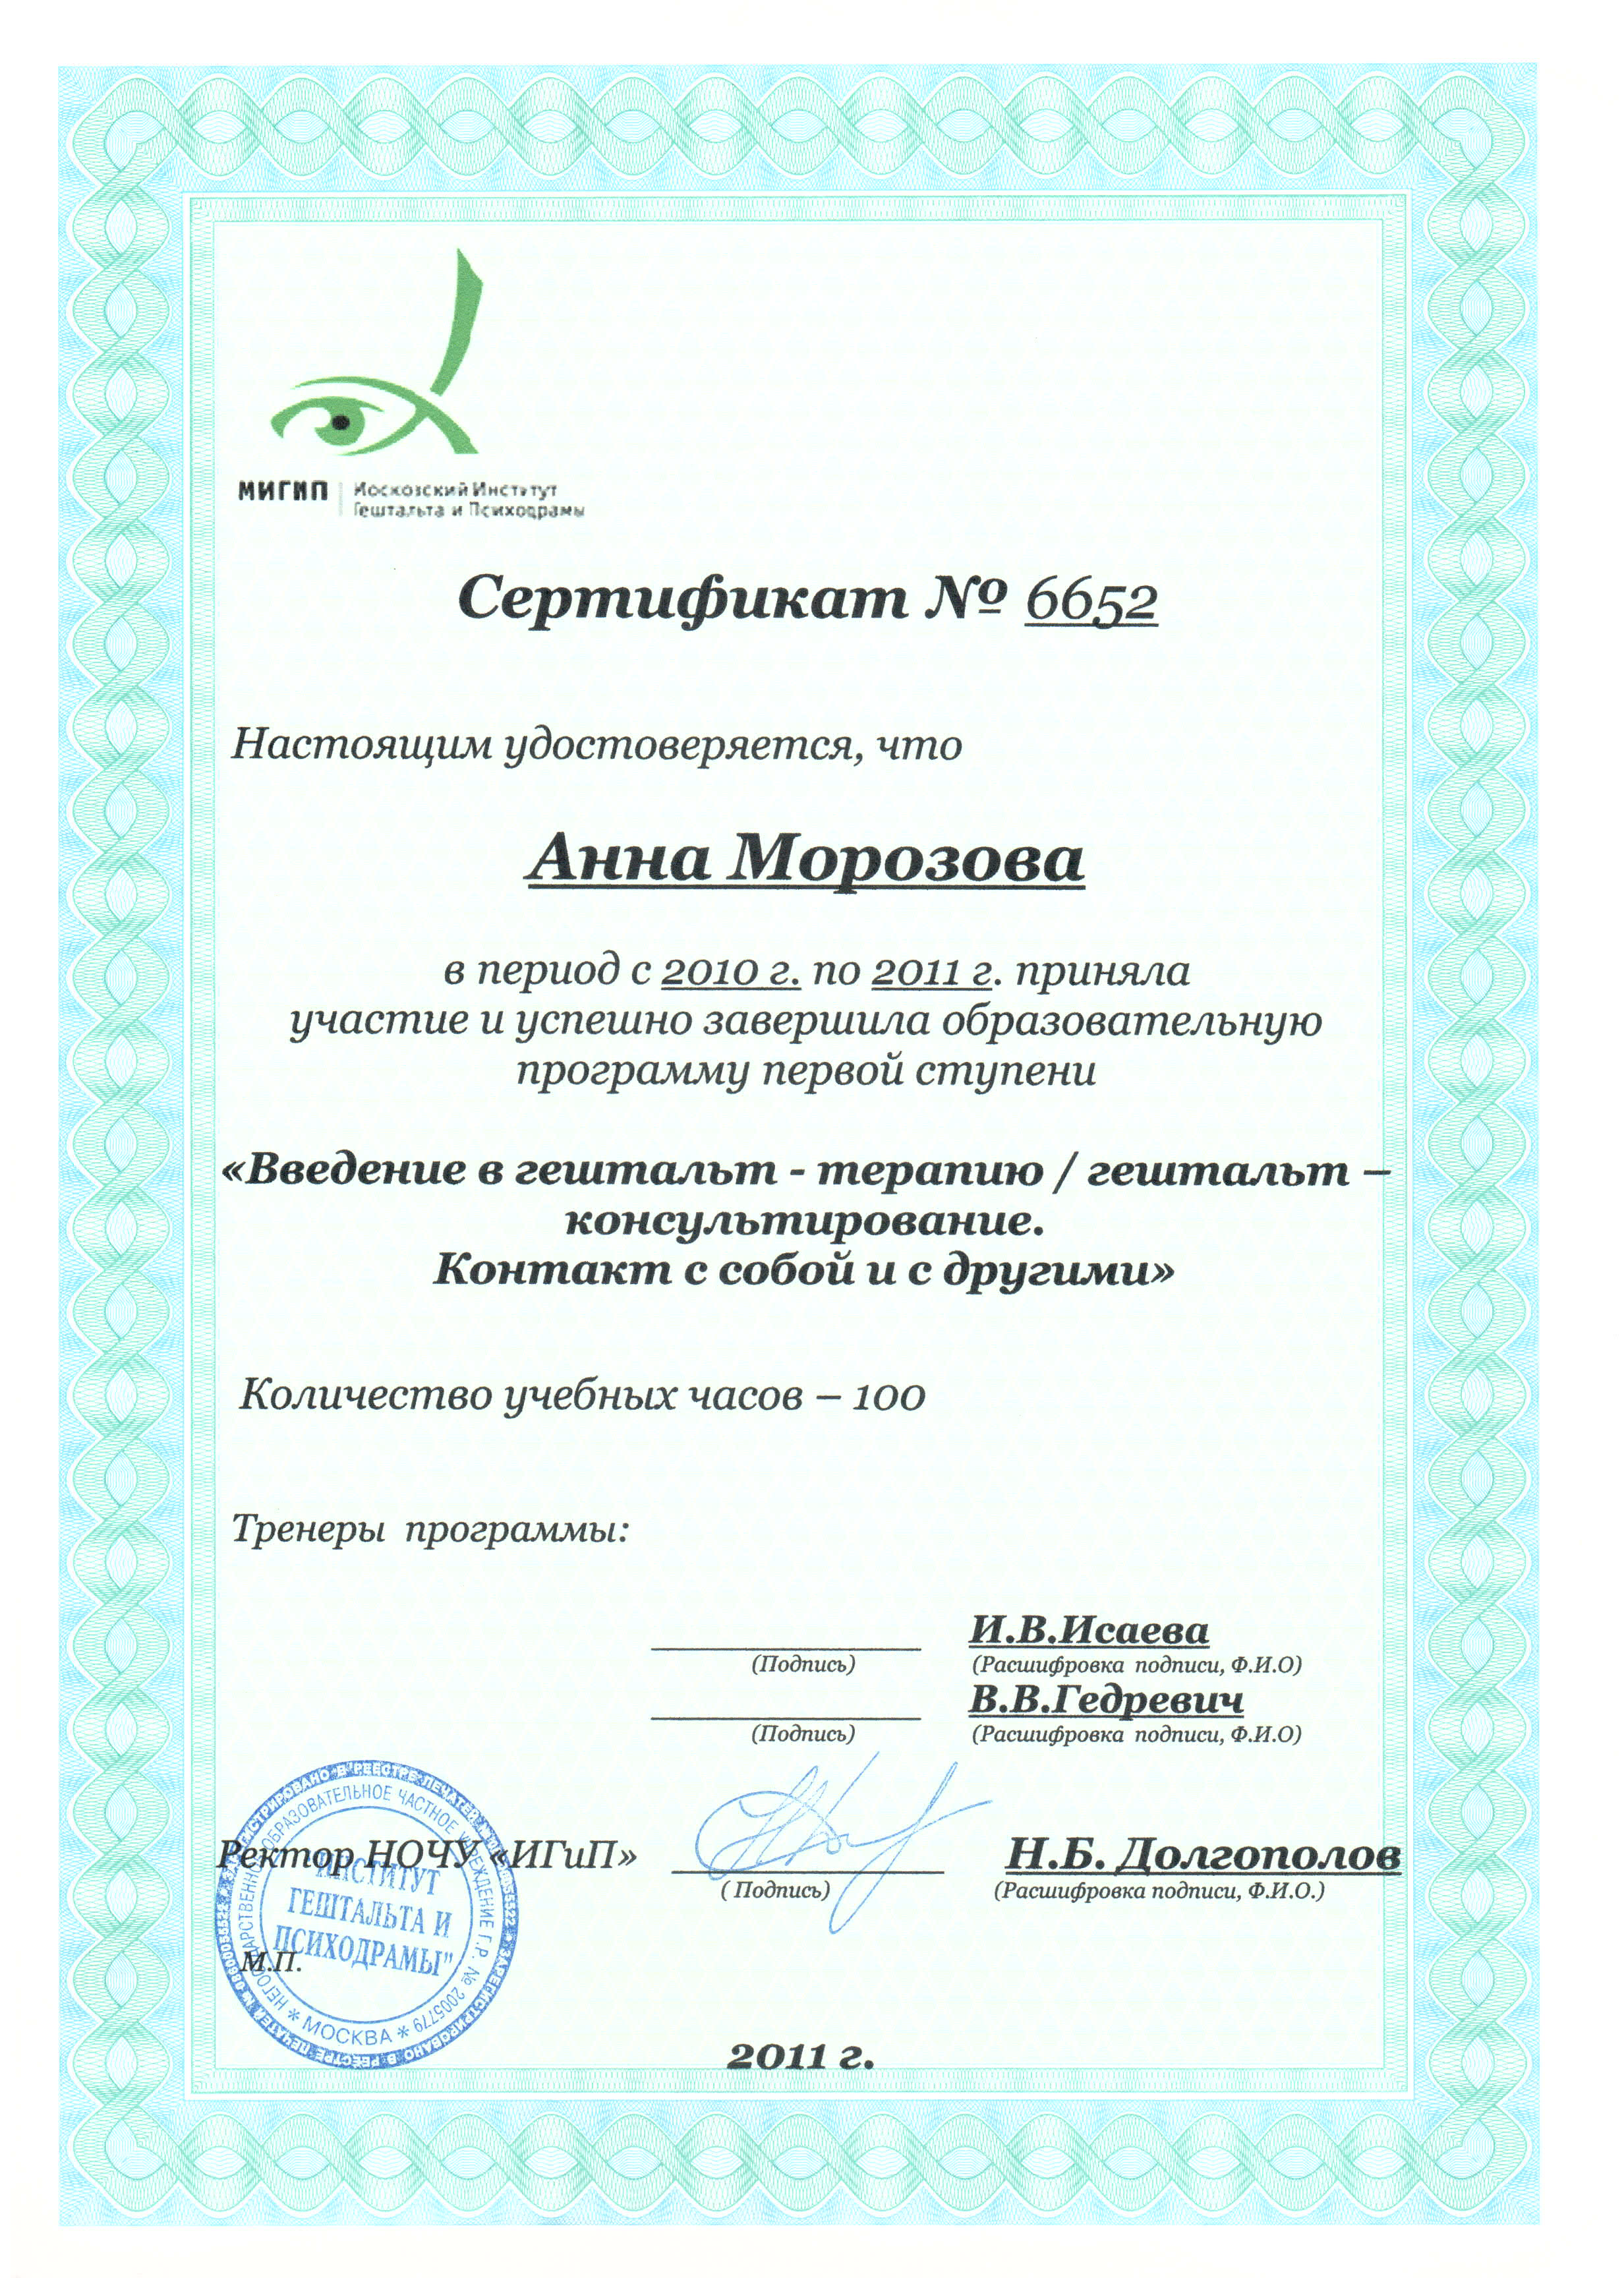 МИГИП
Московский Институт
Гештальта и Психодрамы
Сертификат № 6652
Настоящим удостоверяется, что
Анна Морозова
в период с 2010 г. по 2011 г. приняла
участие и успешно завершила образовательную
программу первой ступени
«Введение в гештальт - терапию / гештальт –
консультирование.
Контакт с собой и с другими»
Количество учебных часов – 100
Тренеры программы:
И.В.Исаева
(Подпись) (Расшифровка подписи, Ф.И.О)
В.В.Гедревич
(Подпись) (Расшифровка подписи, Ф.И.О)
Ректор НОЧУ «ИГиП» Н.Б. Долгополов
( Подпись) (Расшифровка подписи, Ф.И.О.)
М.П.
НЕГОСУДАРСТВЕННОЕ ОБРАЗОВАТЕЛЬНОЕ ЧАСТНОЕ УЧРЕЖДЕНИЕ Г.Р. № 2005779
* МОСКВА *
"ИНСТИТУТ
ГЕШТАЛЬТА И
ПСИХОДРАМЫ"
ЗАРЕГИСТРИРОВАНО В РЕЕСТРЕ ПЕЧАТЕЙ
2011 г.